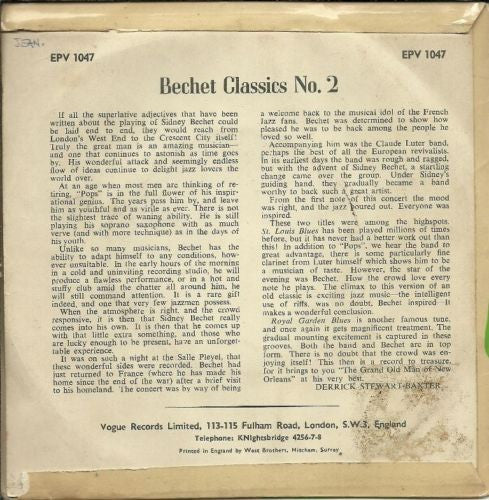 JEAN.
EPV 1047
EPV 1047
Bechet Classics No. 2
If all the superlative adjectives that have been
written about the playing of Sidney Bechet could
be laid end to end, they would reach from
London's West End to the Crescent City itself!
Truly the great man is an amazing musician—
and one that continues to astonish as time goes
by. His wonderful attack and seemingly endless
flow of ideas continue to delight jazz lovers the
world over.
At an age when most men are thinking of re-
tiring, "Pops" is in the full flower of his inspir-
ational genius. The years pass him by, and leave
him as youthful and as virile as ever. There is not
the slightest trace of waning ability. He is still
playing his soprano saxophone with as much
verve (and with more technique) as in the days of
his youth.
Unlike so many musicians, Bechet has the
ability to adapt himself to any conditions, how-
ever unsuitable. In the early hours of the morning
in a cold and uninviting recording studio, he will
produce a flawless performance, or in a hot and
stuffy club amid the chatter all around him, he
will still command attention. It is a rare gift
indeed, and one that very few jazzmen possess.
When the atmosphere is right, and the crowd
responsive, it is then that Sidney Bechet really
comes into his own. It is then that he comes up
with that little extra something, and those who
are lucky enough to be present, have an unforget-
table experience.
It was on such a night at the Salle Pleyel, that
these wonderful sides were recorded. Bechet had
just returned to France (where he has made his
home since the end of the war) after a brief visit
to his homeland. The concert was by way of being
a welcome back to the musical idol of the French
Jazz fans. Bechet was determined to show how
pleased he was to be back among the people he
loved so well.
Accompanying him was the Claude Luter band,
perhaps the best of all the European revivalists.
In its earliest days the band was rough and ragged,
but with the advent of Sidney Bechet, a startling
change came over the group. Under Sidney's
guiding hand, they gradually became a band
worthy to back such a great artist.
From the first note of this concert the mood
was right, and the jazz poured out. Everyone was
inspired.
These two titles were among the highspots.
St. Louis Blues has been played millions of times
before, but it has never had a better work out than
this! In addition to "Pops", we hear the band to
great advantage, there is some particularly fine
clarinet from Luter himself which shows him to be
a musician of taste. However, the star of the
evening was Bechet. How the crowd love every
note he plays. The climax to this version of an
old classic is exciting jazz music—the intelligent
use of riffs, was no doubt, Bechet inspired. It
makes a wonderful conclusion.
Royal Garden Blues is another famous tune,
and once again it gets magnificent treatment. The
gradual mounting excitement is captured in these
grooves. Both the band and Bechet are in top
form. There is no doubt that the crowd was en-
joying itself! This then is a record to treasure,
for it brings to you "The Grand Old Man of New
Orleans" at his very best.
DERRICK STEWART-BAXTER.
Vogue Records Limited, 113-115 Fulham Road, London, S.W.3, England
Telephone: KNIghtsbridge 4256-7-8
Printed in England by West Brothers, Mitcham, Surrey